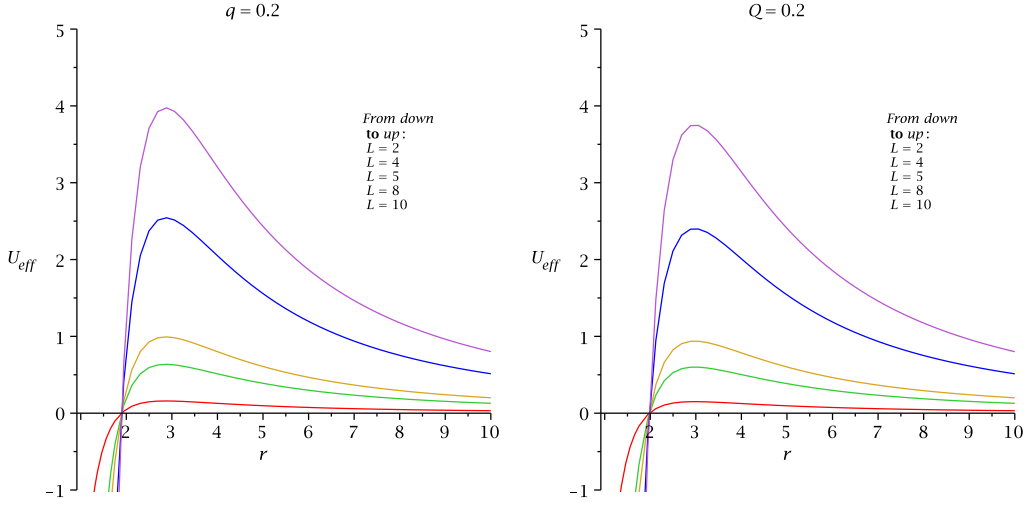 q = 0.2
5
4
3
2
1
0
−1
U_eff
2 3 4 5 6 7 8 9 10
r
From down
to up:
L = 2
L = 4
L = 5
L = 8
L = 10
Q = 0.2
5
4
3
2
1
0
−1
U_eff
2 3 4 5 6 7 8 9 10
r
From down
to up:
L = 2
L = 4
L = 5
L = 8
L = 10